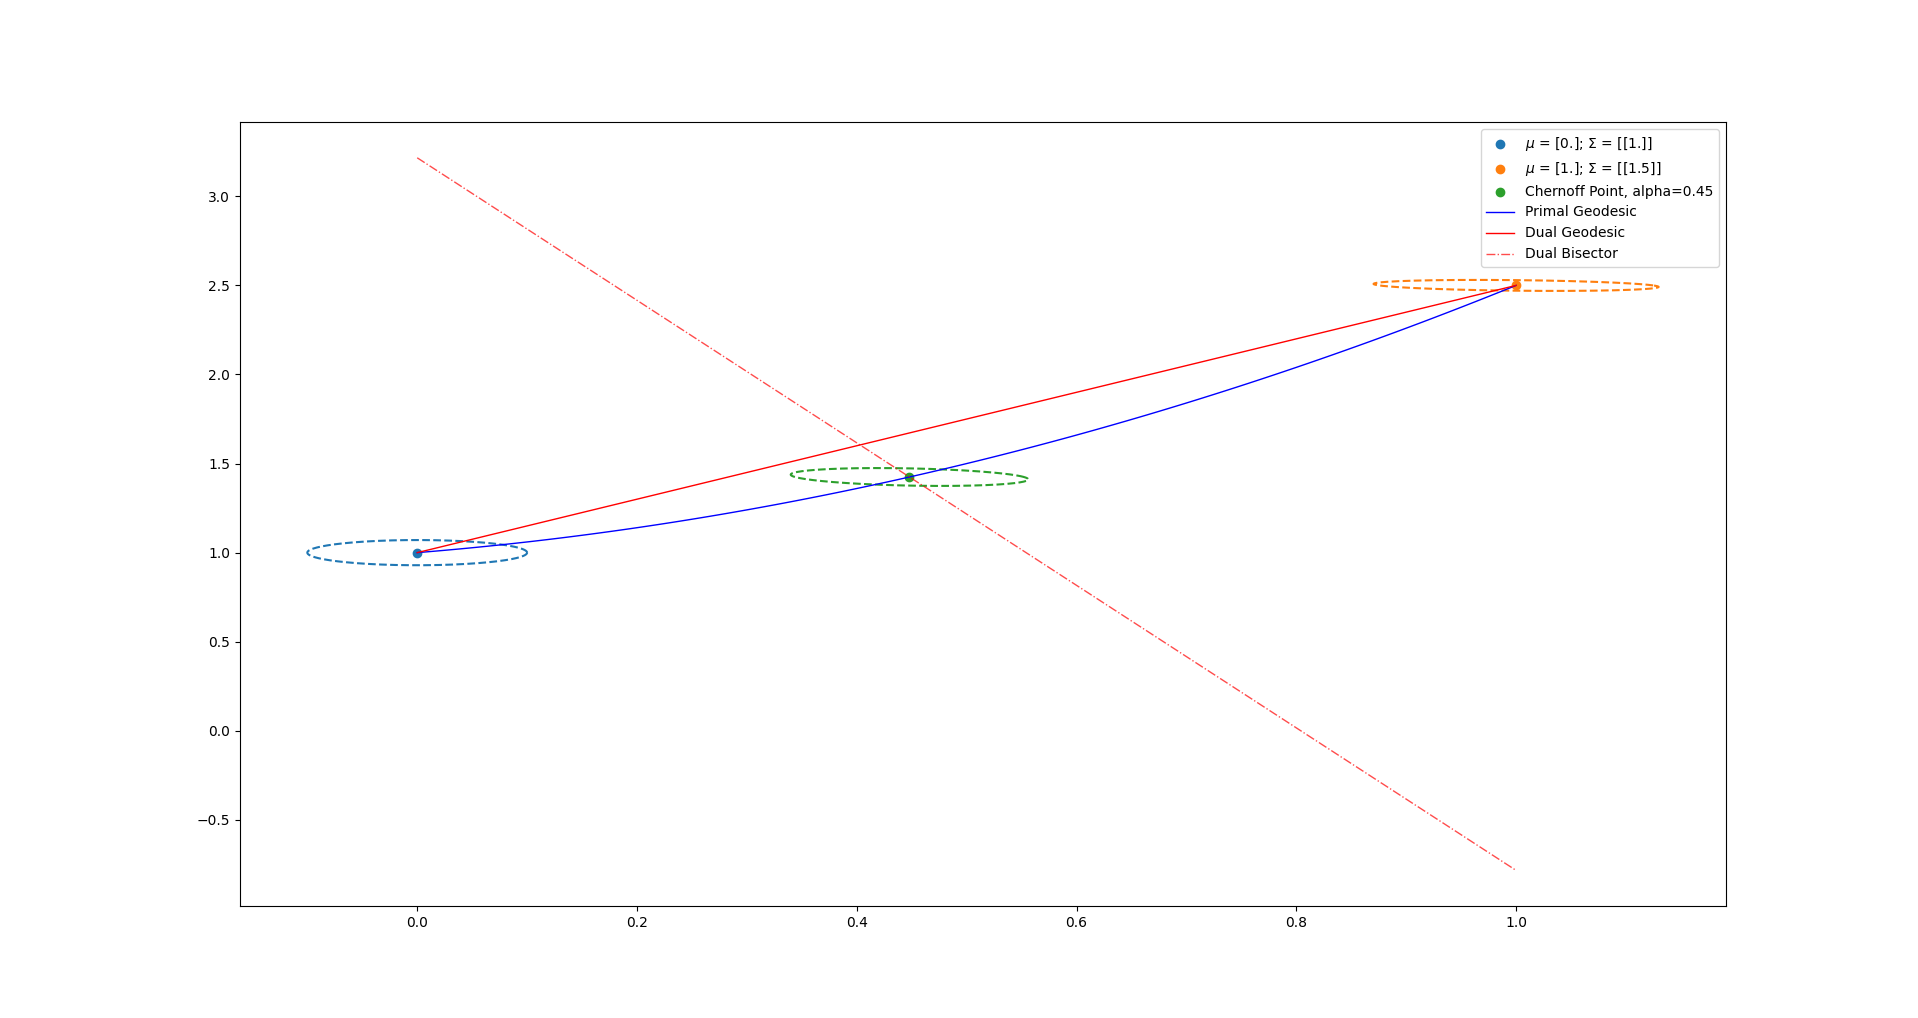 μ = [0.]; Σ = [[1.]]
μ = [1.]; Σ = [[1.5]]
Chernoff Point, alpha=0.45
Primal Geodesic
Dual Geodesic
Dual Bisector
3.0
2.5
2.0
1.5
1.0
0.5
0.0
−0.5
0.0 0.2 0.4 0.6 0.8 1.0